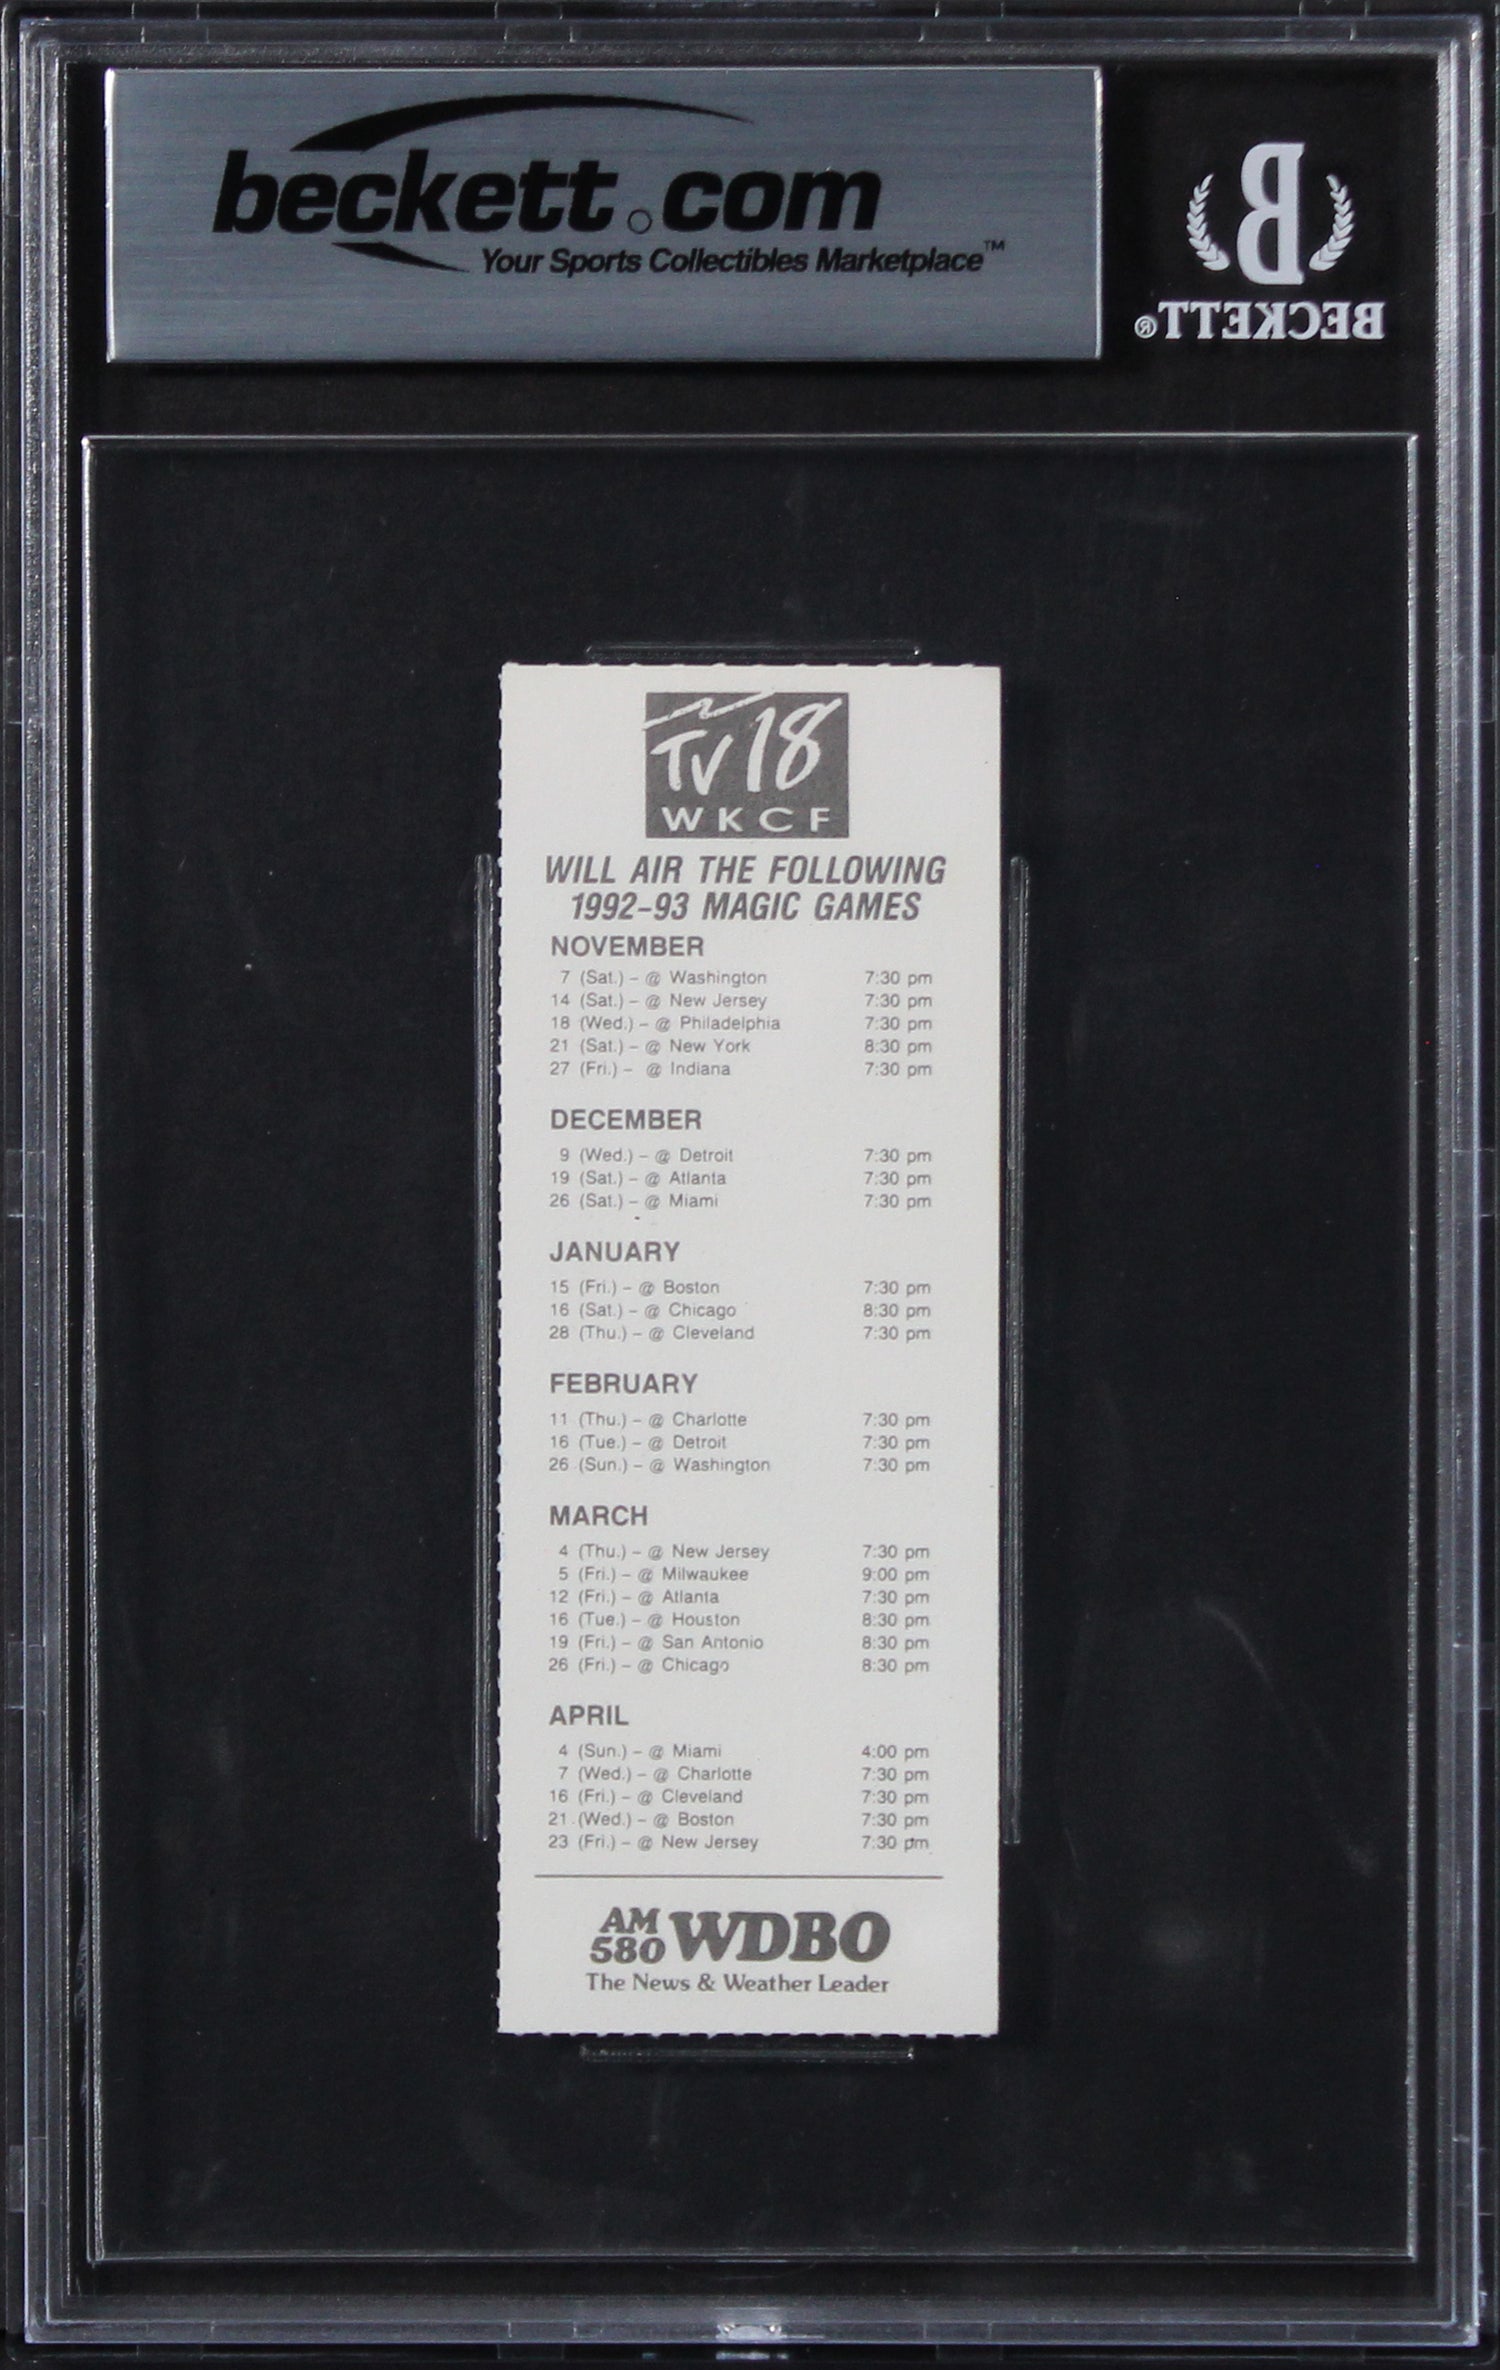 beckett.com
Your Sports Collectibles Marketplace™
B
BECKETT®
TV18
WKCF
WILL AIR THE FOLLOWING
1992-93 MAGIC GAMES
NOVEMBER
7 (Sat.) – @ Washington 7:30 pm
14 (Sat.) – @ New Jersey 7:30 pm
18 (Wed.) – @ Philadelphia 7:30 pm
21 (Sat.) – @ New York 8:30 pm
27 (Fri.) – @ Indiana 7:30 pm
DECEMBER
9 (Wed.) – @ Detroit 7:30 pm
19 (Sat.) – @ Atlanta 7:30 pm
26 (Sat.) – @ Miami 7:30 pm
JANUARY
15 (Fri.) – @ Boston 7:30 pm
16 (Sat.) – @ Chicago 8:30 pm
28 (Thu.) – @ Cleveland 7:30 pm
FEBRUARY
11 (Thu.) – @ Charlotte 7:30 pm
16 (Tue.) – @ Detroit 7:30 pm
26 (Sun.) – @ Washington 7:30 pm
MARCH
4 (Thu.) – @ New Jersey 7:30 pm
5 (Fri.) – @ Milwaukee 9:00 pm
12 (Fri.) – @ Atlanta 7:30 pm
16 (Tue.) – @ Houston 8:30 pm
19 (Fri.) – @ San Antonio 8:30 pm
26 (Fri.) – @ Chicago 8:30 pm
APRIL
4 (Sun.) – @ Miami 4:00 pm
7 (Wed.) – @ Charlotte 7:30 pm
16 (Fri.) – @ Cleveland 7:30 pm
21 (Wed.) – @ Boston 7:30 pm
23 (Fri.) – @ New Jersey 7:30 pm
AM 580 WDBO
The News & Weather Leader